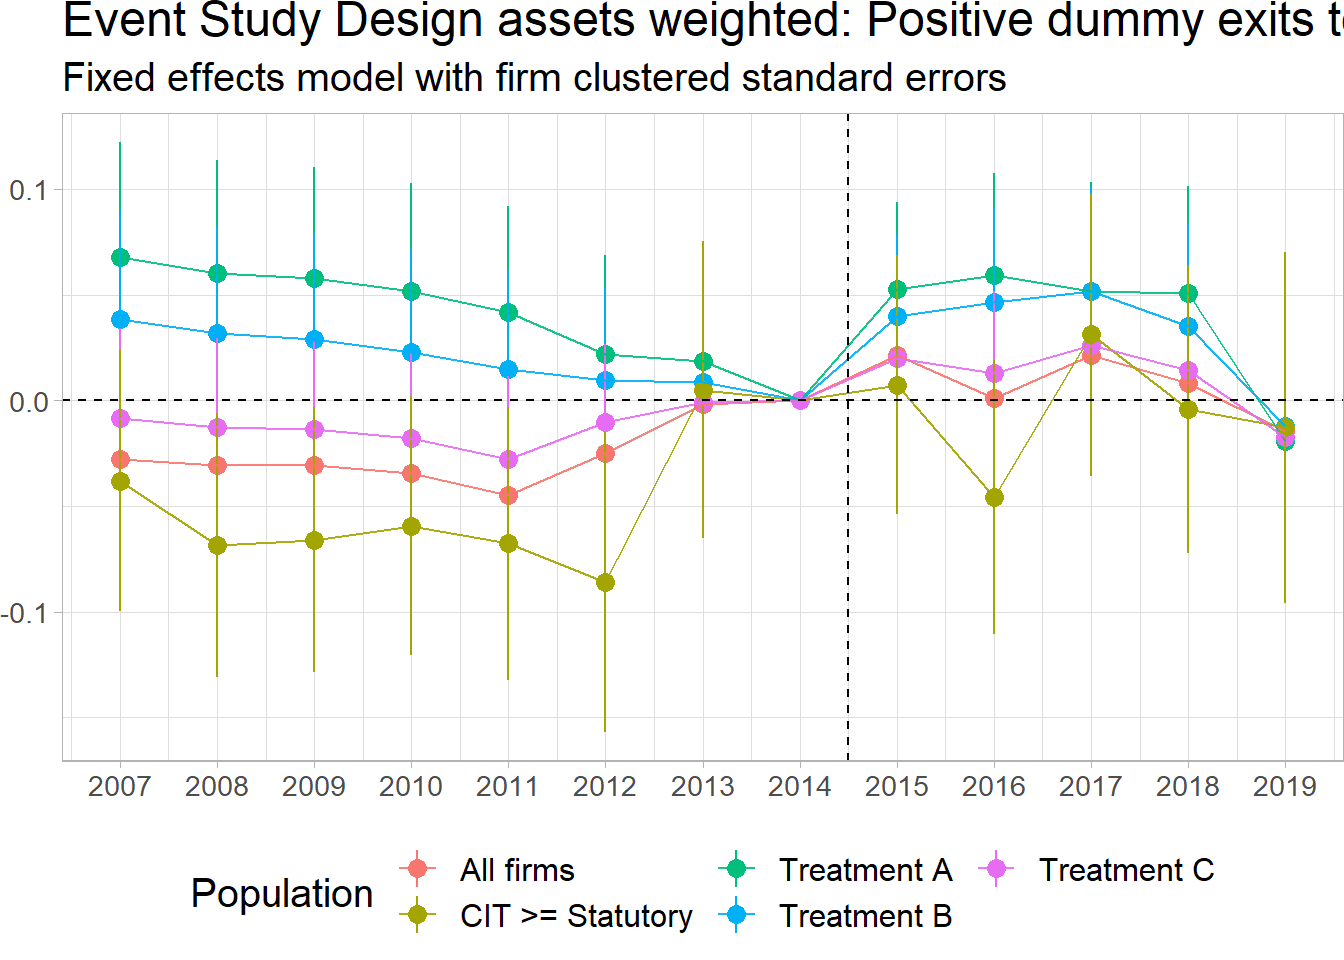 Event Study Design assets weighted: Positive dummy exits
Fixed effects model with firm clustered standard errors
0.1
0.0
-0.1
2007 2008 2009 2010 2011 2012 2013 2014 2015 2016 2017 2018 2019
Population
All firms
CIT >= Statutory
Treatment A
Treatment B
Treatment C